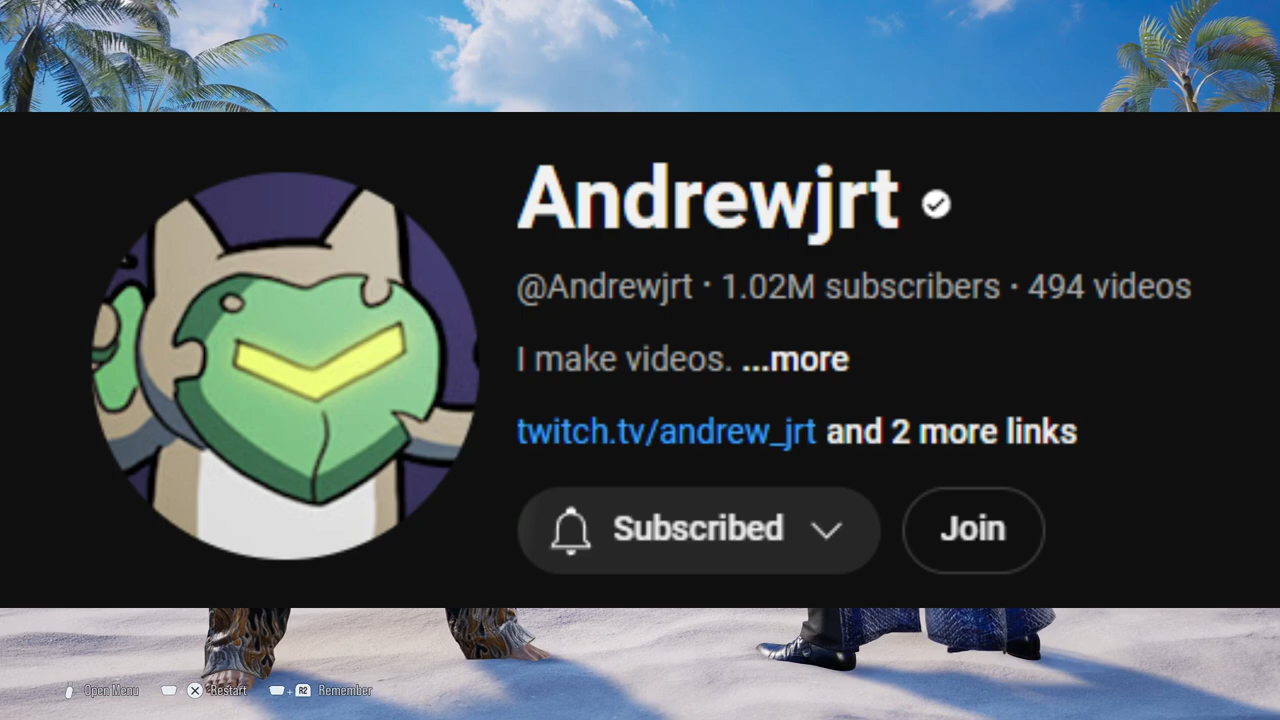 Andrewjrt
@Andrewjrt · 1.02M subscribers · 494 videos
I make videos. ...more
twitch.tv/andrew_jrt and 2 more links
Subscribed
Join
Open Menu Restart + R2 Remember